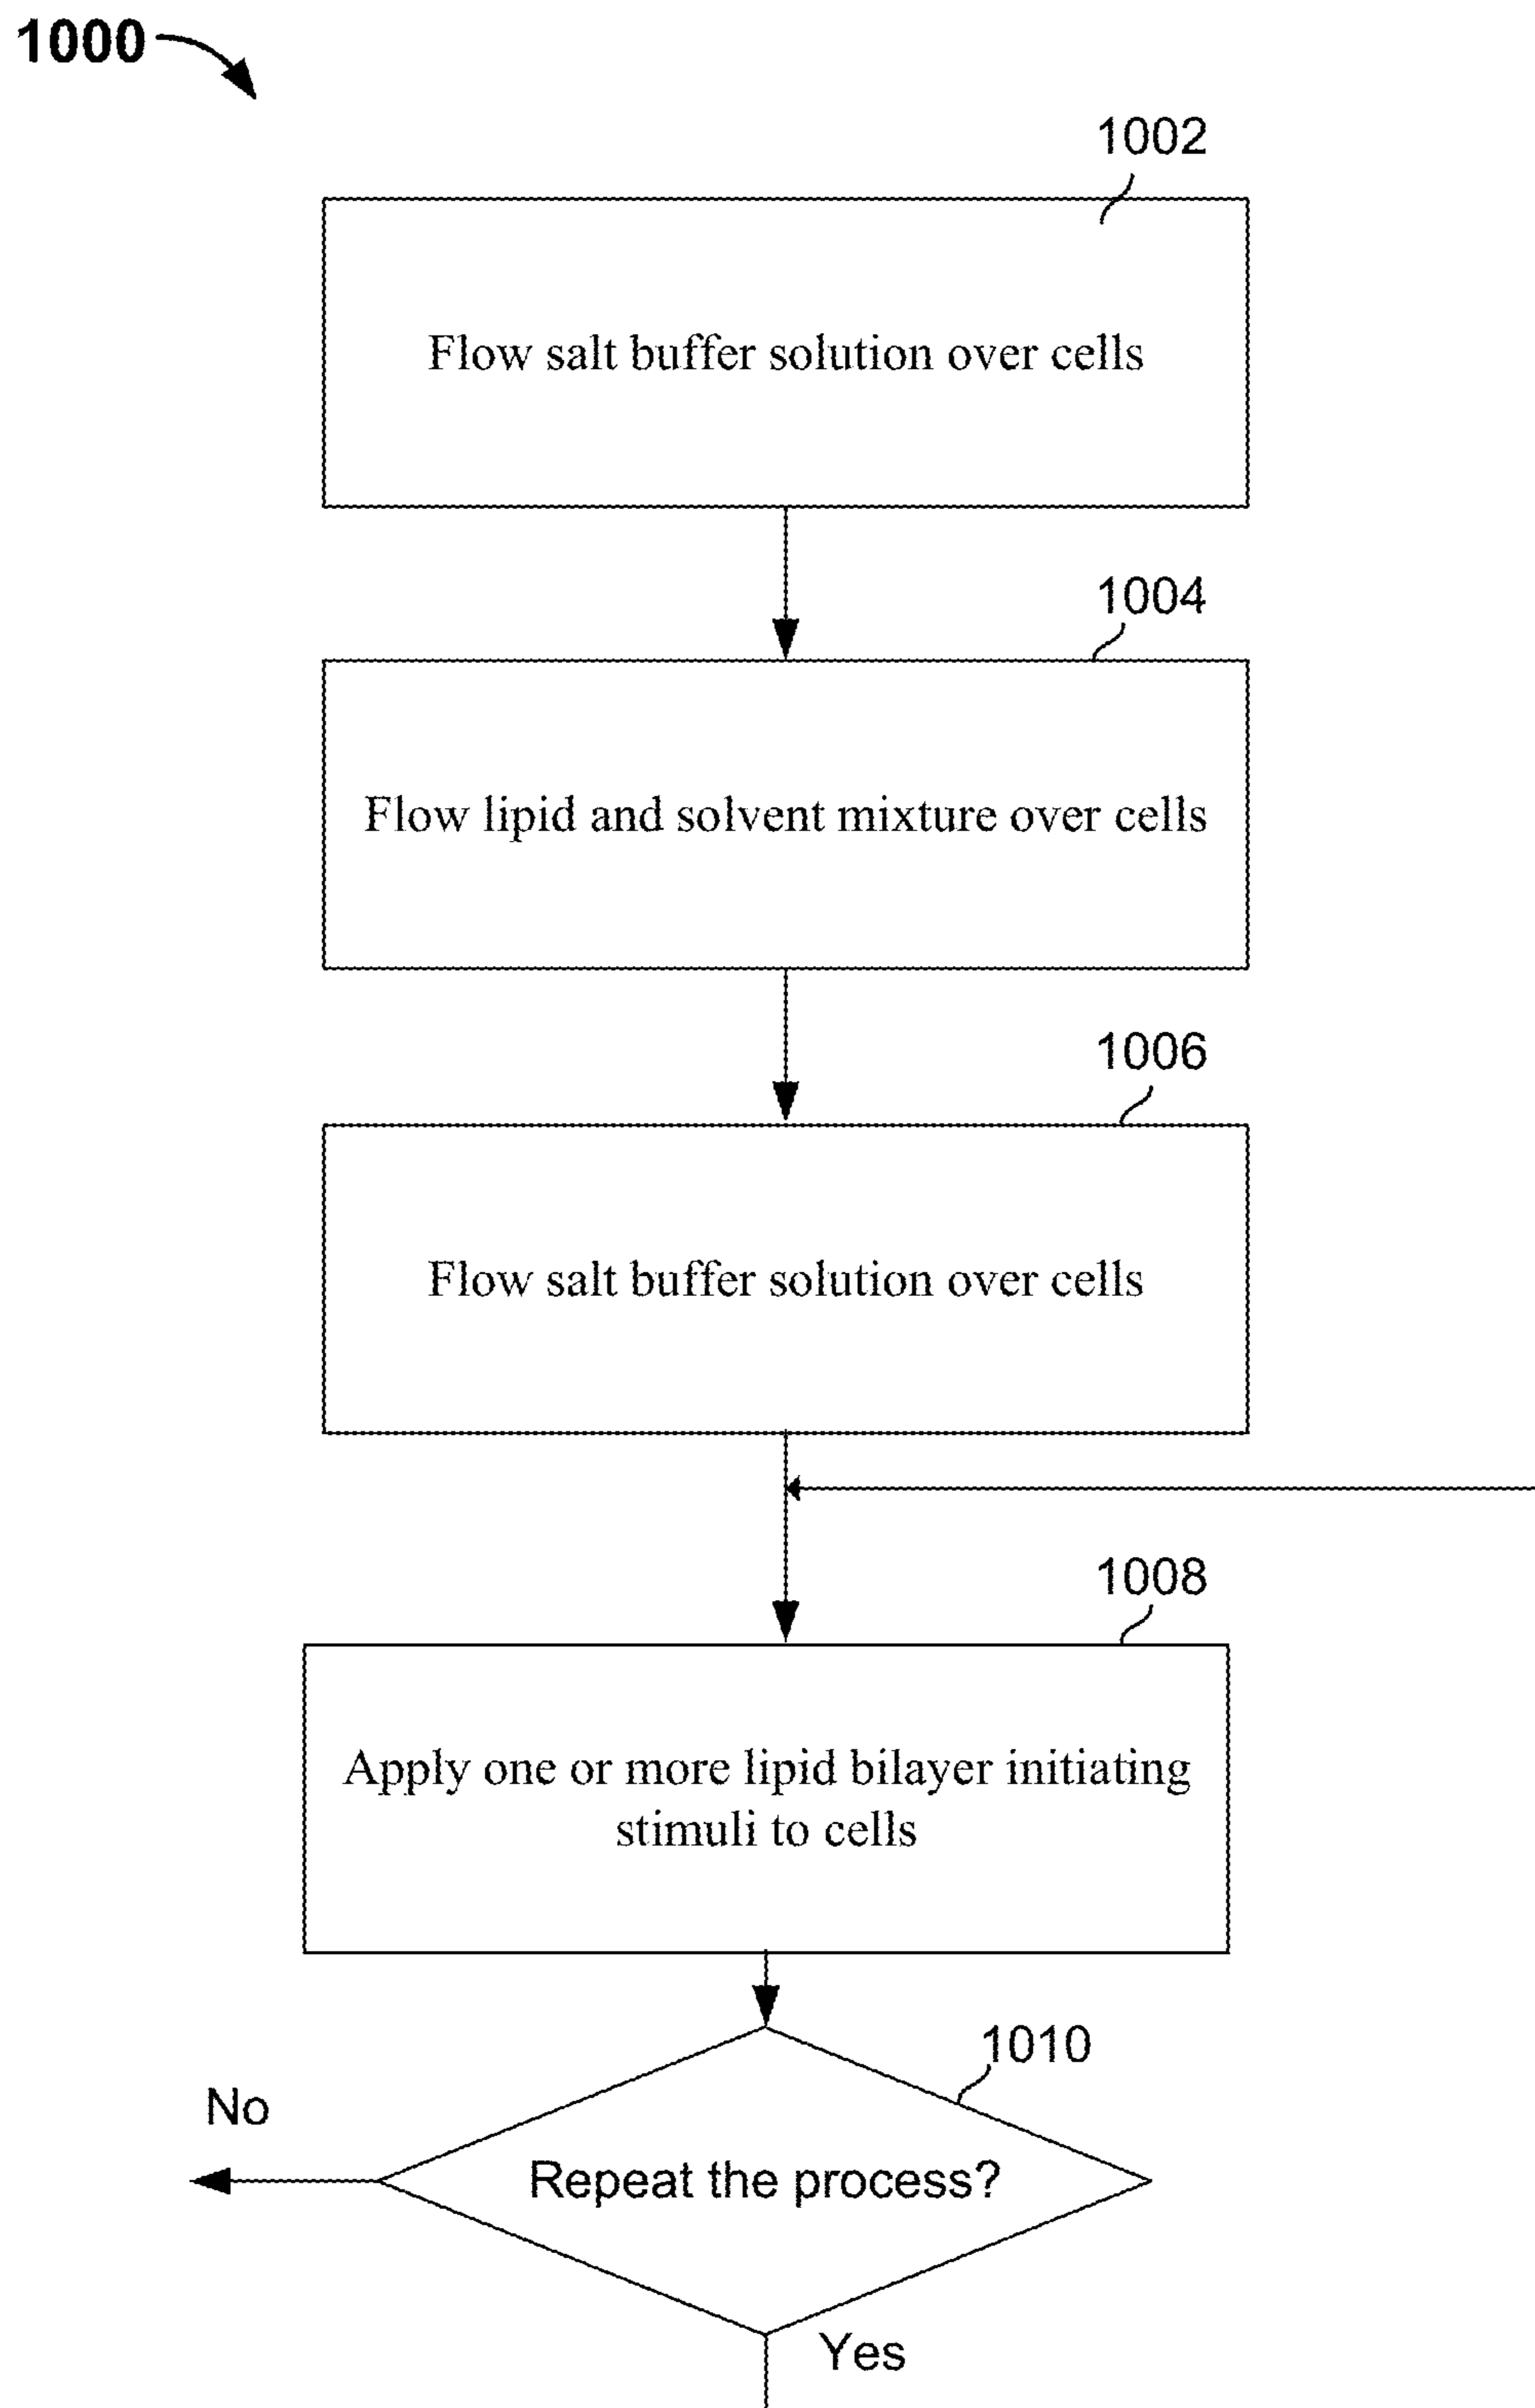 1000
1002
Flow salt buffer solution over cells
1004
Flow lipid and solvent mixture over cells
1006
Flow salt buffer solution over cells
1008
Apply one or more lipid bilayer initiating
stimuli to cells
1010
No
Repeat the process?
Yes